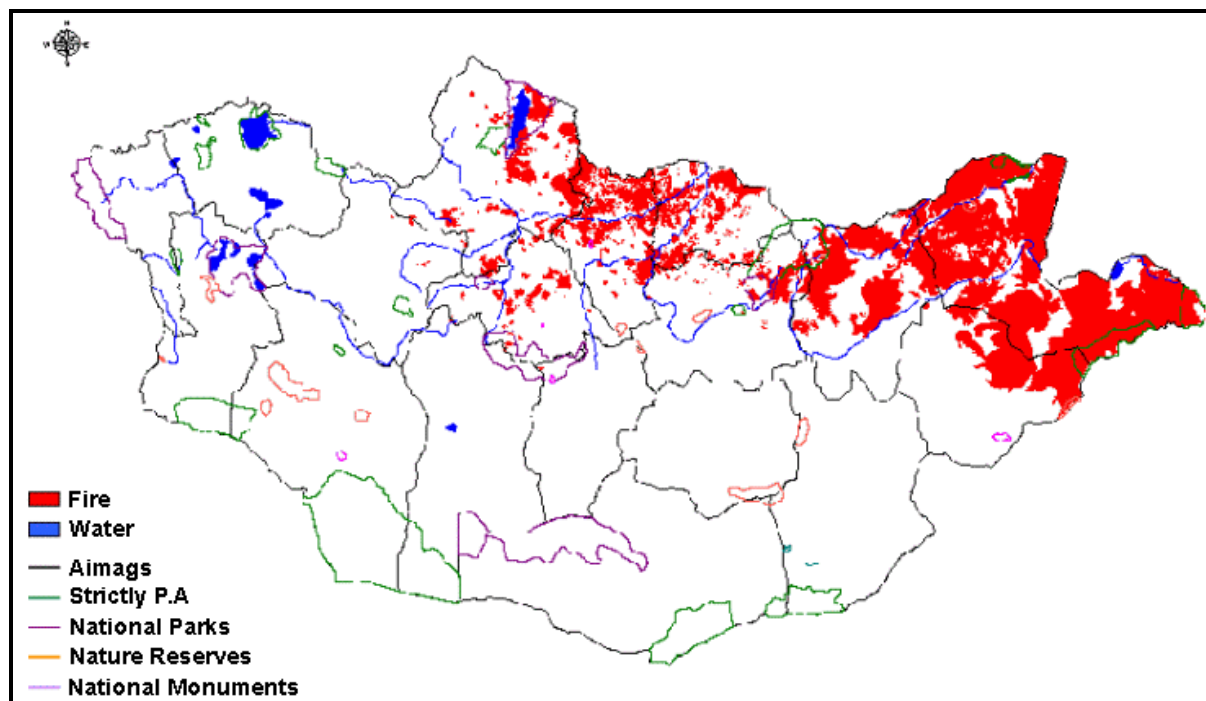 N
W
E
S
Fire
Water
Aimags
Strictly P.A
National Parks
Nature Reserves
National Monuments